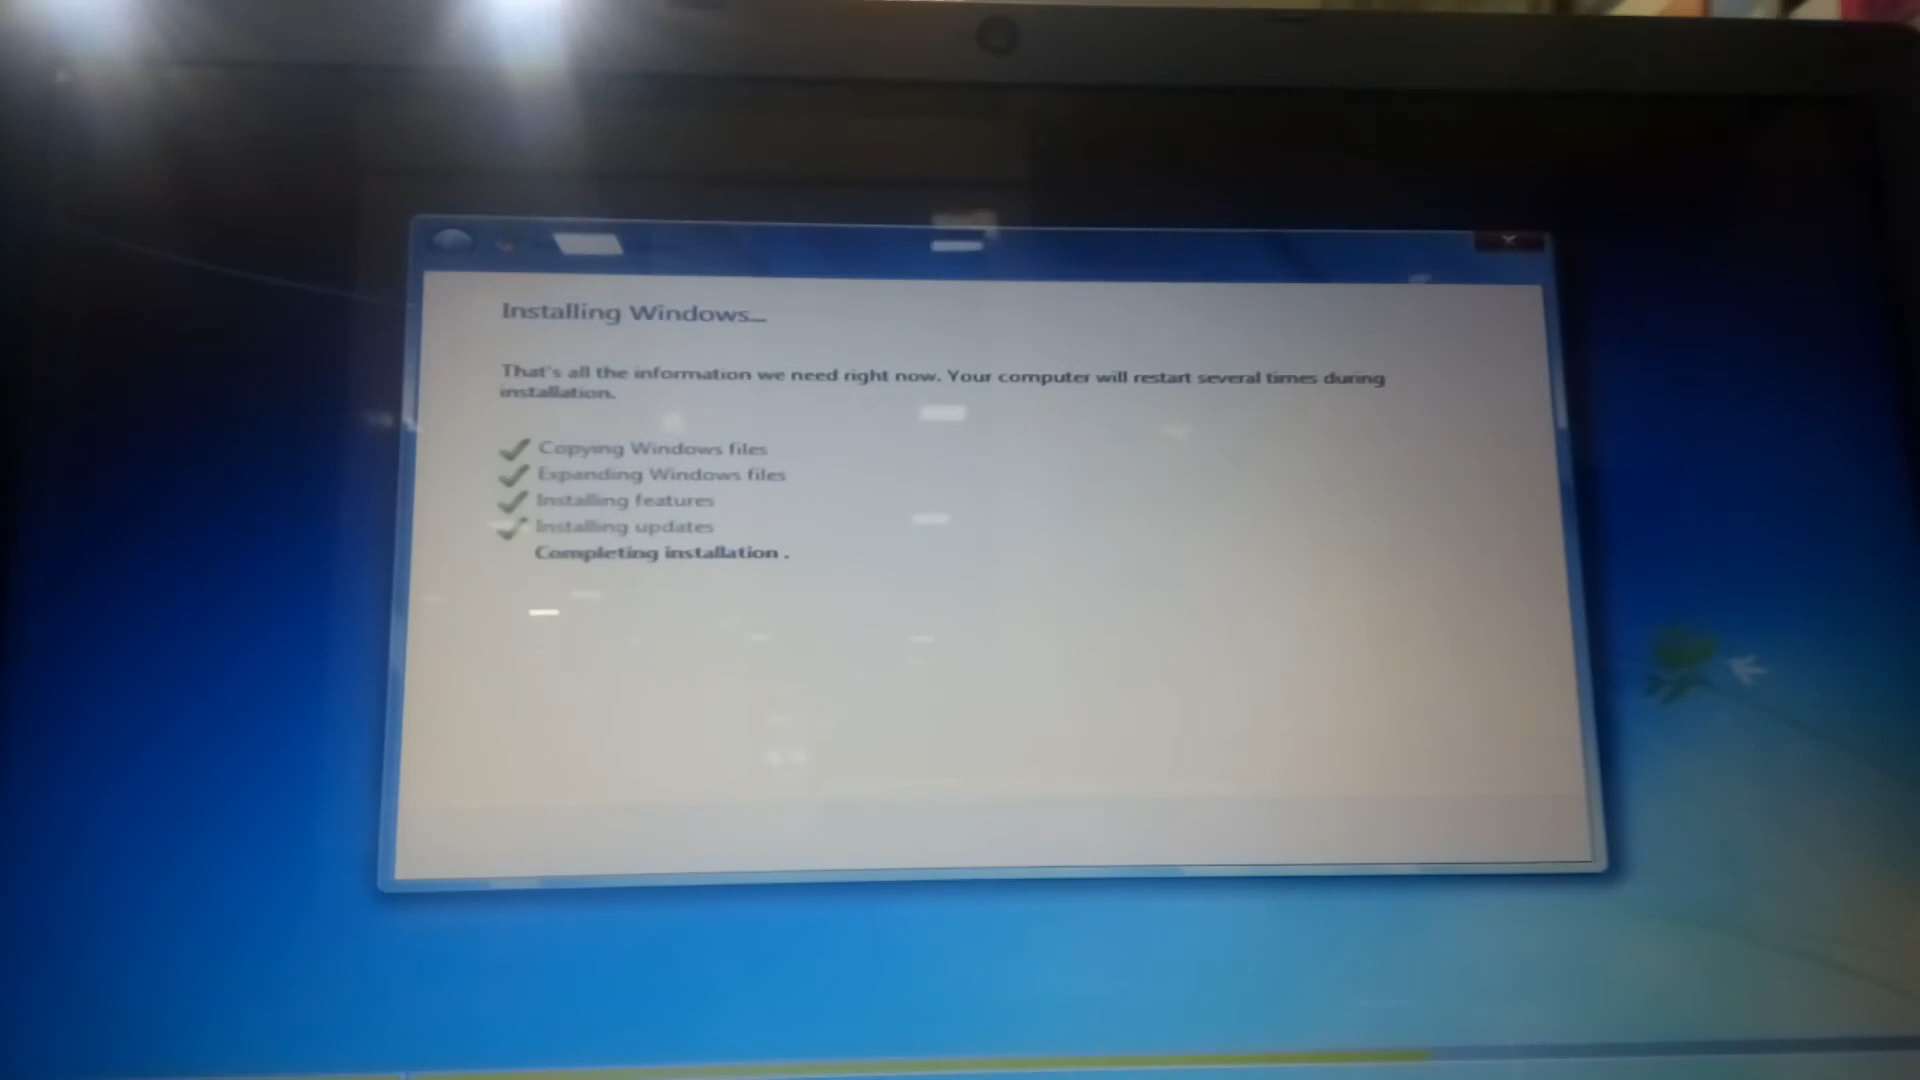 Installing Windows...
That's all the information we need right now. Your computer will restart several times during
installation.
Copying Windows files
Expanding Windows files
Installing features
Installing updates
Completing installation .